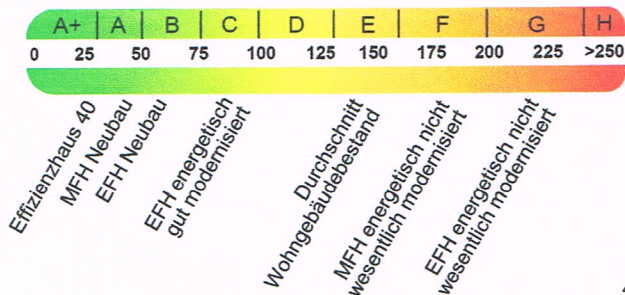 A+ A B C D E F G H
0 25 50 75 100 125 150 175 200 225 >250
Effizienzhaus 40
MFH Neubau
EFH Neubau
EFH energetisch
gut modernisiert
Durchschnitt
Wohngebäudebestand
MFH energetisch nicht
wesentlich modernisiert
EFH energetisch nicht
wesentlich modernisiert